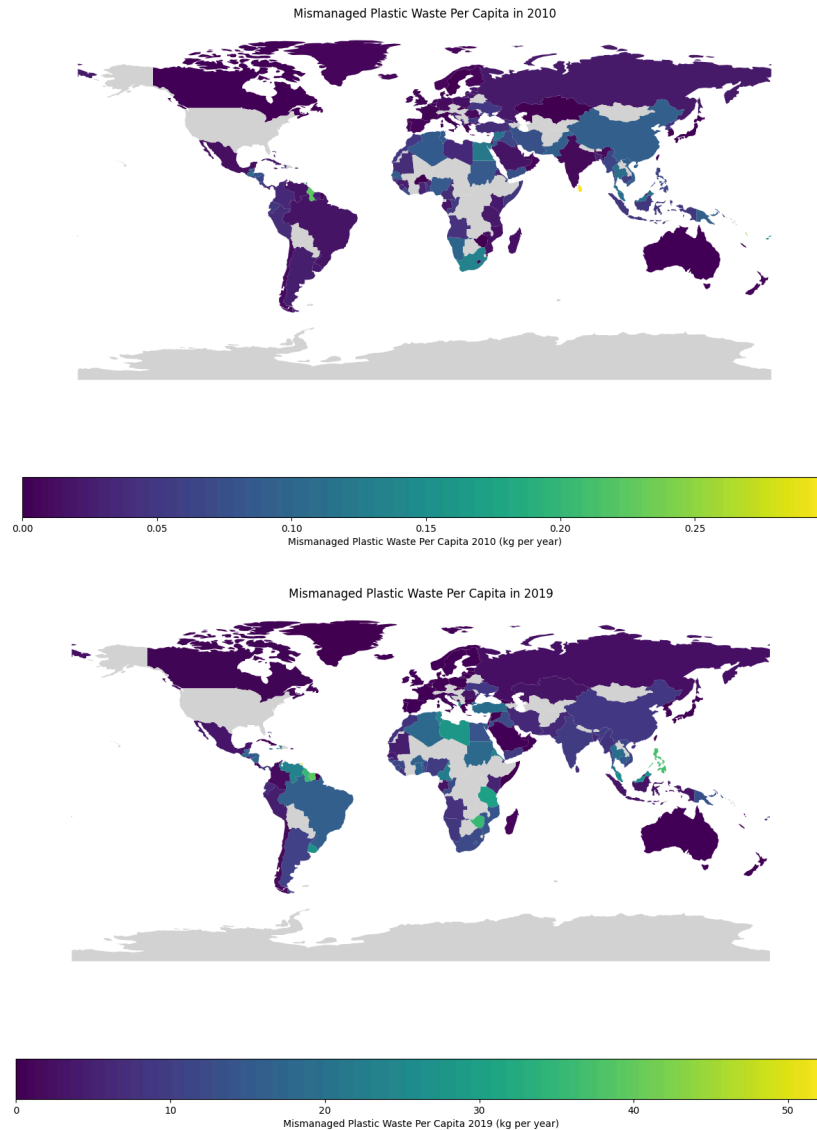 Mismanaged Plastic Waste Per Capita in 2010
0.00 0.05 0.10 0.15 0.20 0.25
Mismanaged Plastic Waste Per Capita 2010 (kg per year)
Mismanaged Plastic Waste Per Capita in 2019
0 10 20 30 40 50
Mismanaged Plastic Waste Per Capita 2019 (kg per year)